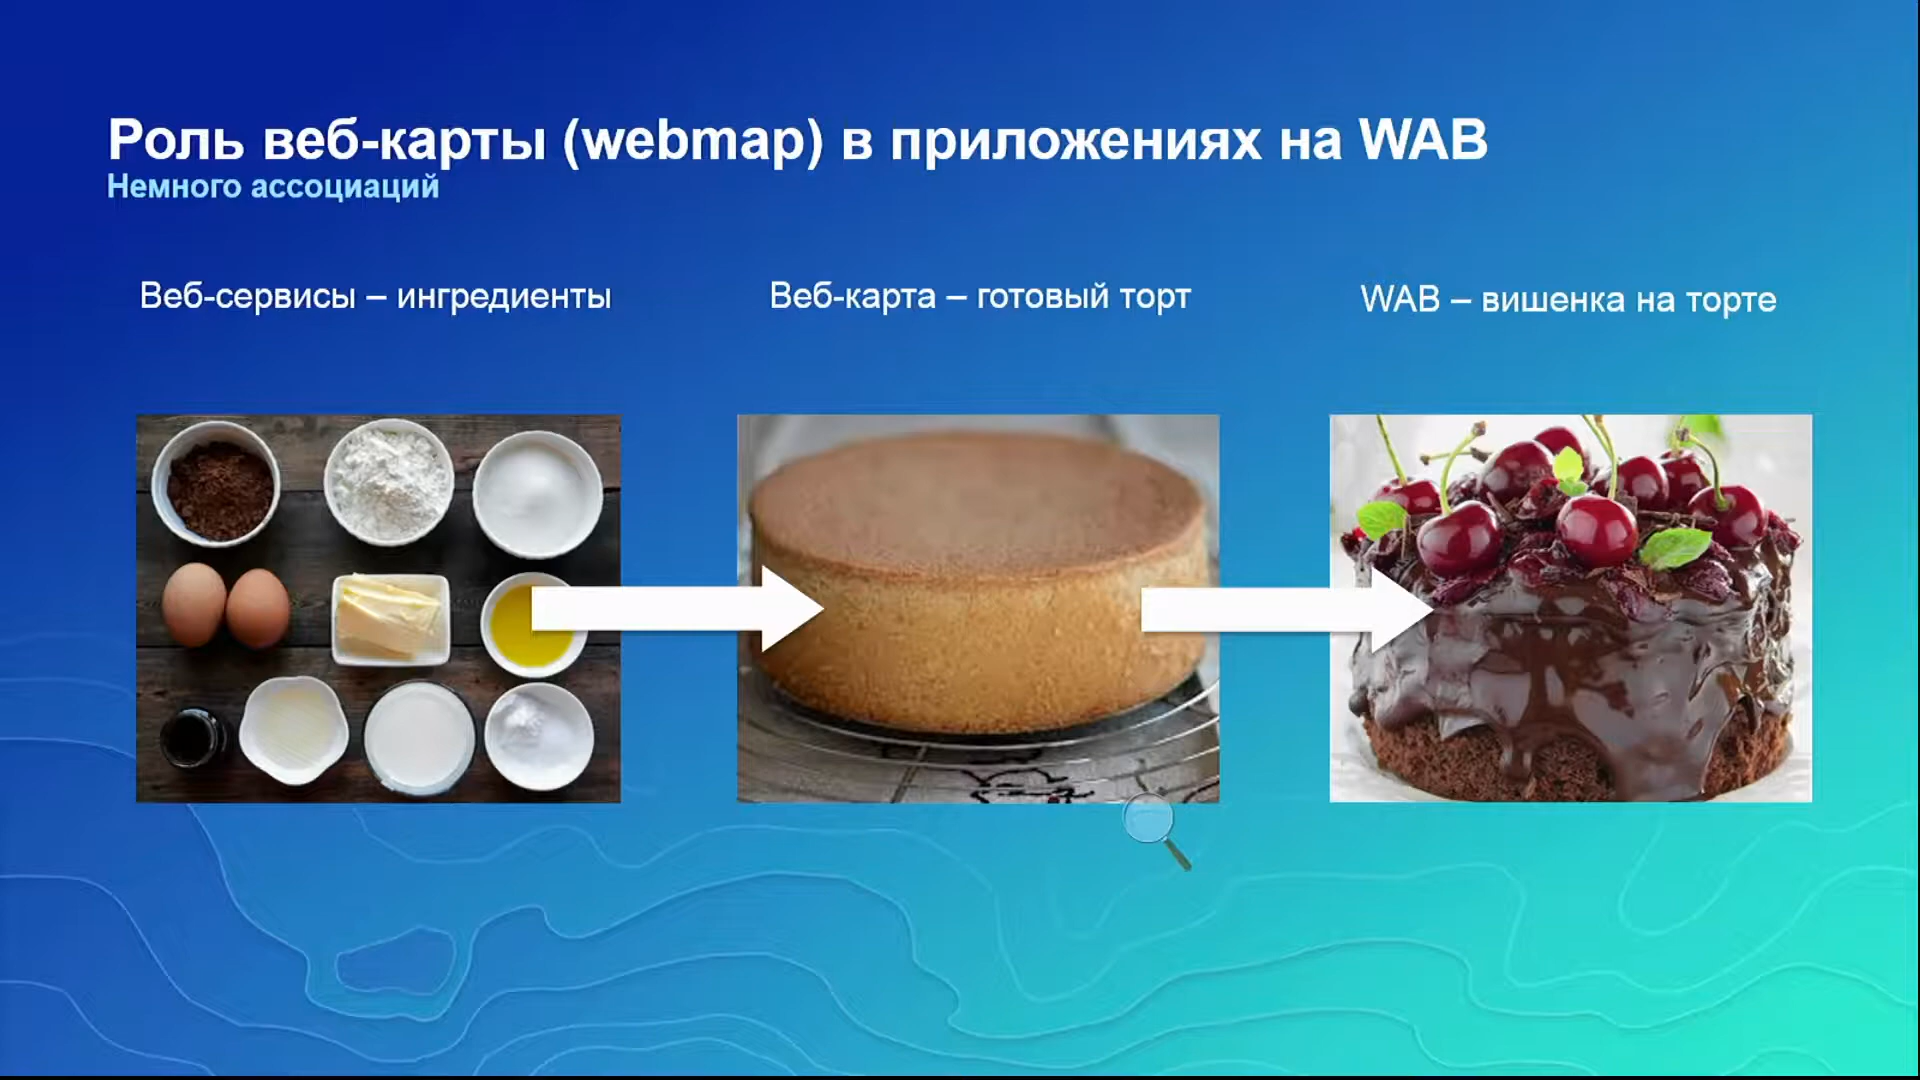 Роль веб-карты (webmap) в приложениях на WAB
Немного ассоциаций
Веб-сервисы – ингредиенты
Веб-карта – готовый торт
WAB – вишенка на торте